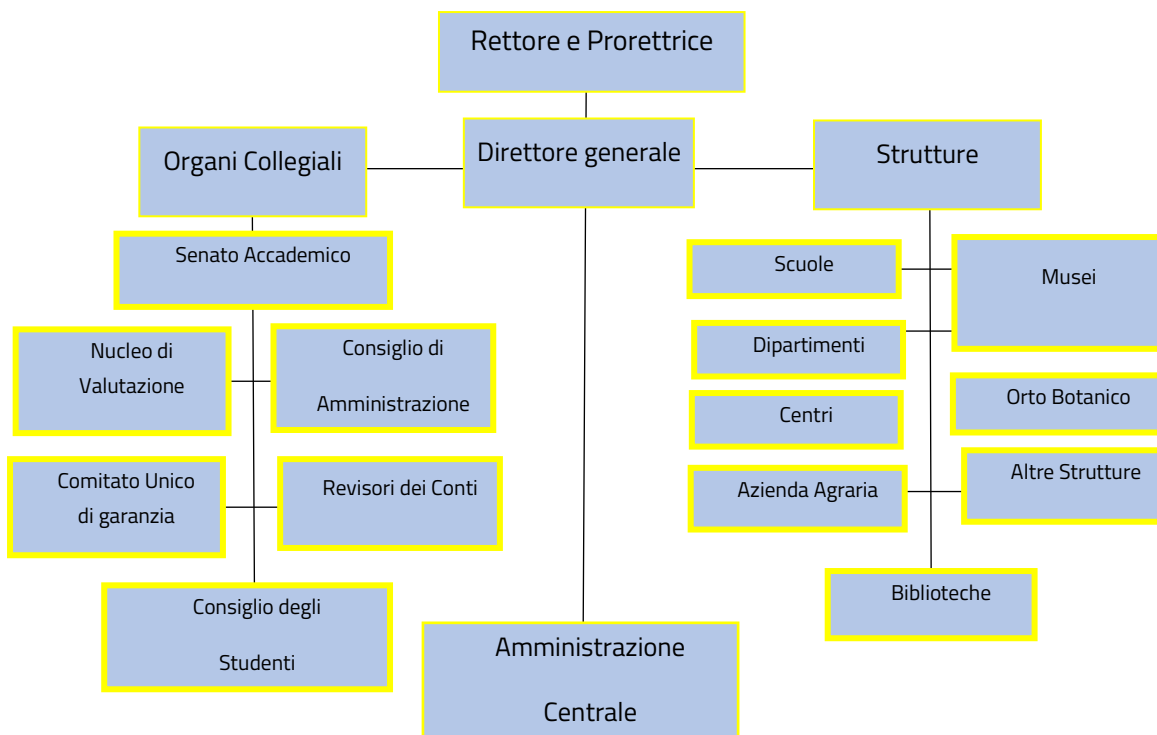 Rettore e Prorettrice
Organi Collegiali
Direttore generale
Strutture
Senato Accademico
Nucleo di
Valutazione
Consiglio di
Amministrazione
Comitato Unico
di garanzia
Revisori dei Conti
Consiglio degli
Studenti
Scuole
Musei
Dipartimenti
Centri
Orto Botanico
Azienda Agraria
Altre Strutture
Biblioteche
Amministrazione
Centrale